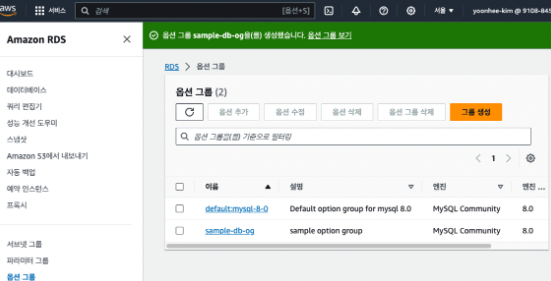 aws
서비스
검색
[옵션+S]
서울
yoonhee-kim @ 9108-845
Amazon RDS
대시보드
데이터베이스
쿼리 편집기
성능 개선 도우미
스냅샷
Amazon S3에서 내보내기
자동 백업
예약 인스턴스
프록시
서브넷 그룹
파라미터 그룹
옵션 그룹
옵션 그룹 sample-db-og을(를) 생성했습니다. 옵션 그룹 보기
RDS > 옵션 그룹
옵션 그룹 (2)
옵션 추가
옵션 수정
옵션 삭제
옵션 그룹 삭제
그룹 생성
옵션 그룹을(를) 기준으로 필터링
1
이름 설명 엔진 엔진 ...
default:mysql-8-0 Default option group for mysql 8.0 MySQL Community 8.0
sample-db-og sample option group MySQL Community 8.0